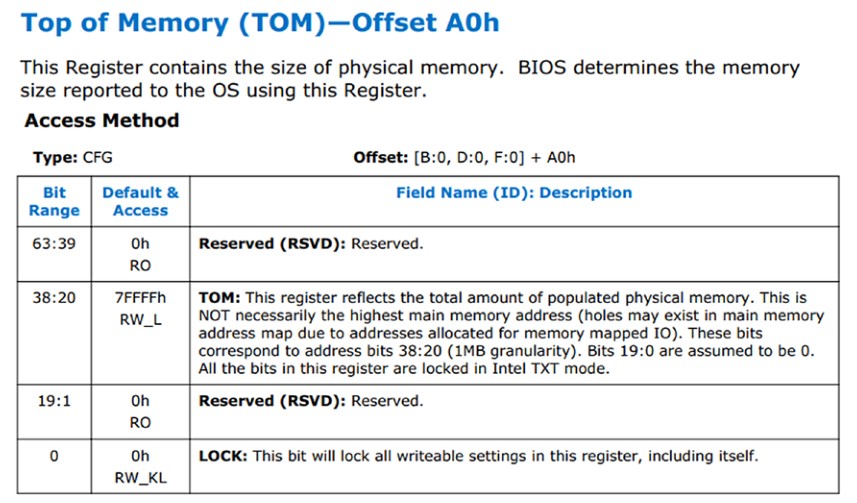 Top of Memory (TOM)—Offset A0h
This Register contains the size of physical memory. BIOS determines the memory
size reported to the OS using this Register.
Access Method
Type: CFG Offset: [B:0, D:0, F:0] + A0h
Bit Range Default & Access Field Name (ID): Description
63:39 0h RO Reserved (RSVD): Reserved.
38:20 7FFFFh RW_L TOM: This register reflects the total amount of populated physical memory. This is
NOT necessarily the highest main memory address (holes may exist in main memory
address map due to addresses allocated for memory mapped IO). These bits
correspond to address bits 38:20 (1MB granularity). Bits 19:0 are assumed to be 0.
All the bits in this register are locked in Intel TXT mode.
19:1 0h RO Reserved (RSVD): Reserved.
0 0h RW_KL LOCK: This bit will lock all writeable settings in this register, including itself.